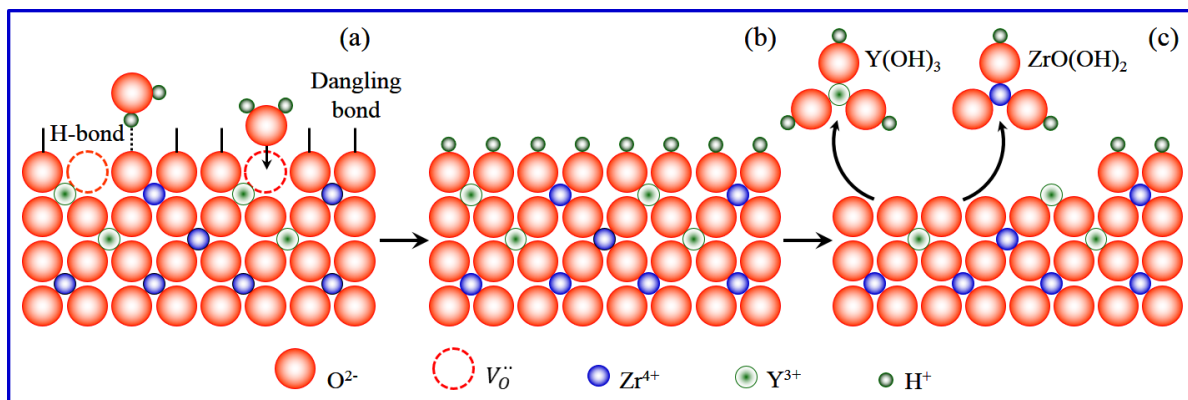 (a)
(b)
(c)
H-bond
Dangling
bond
Y(OH)₃
ZrO(OH)₂
O²⁻
V_O^¨
Zr⁴⁺
Y³⁺
H⁺